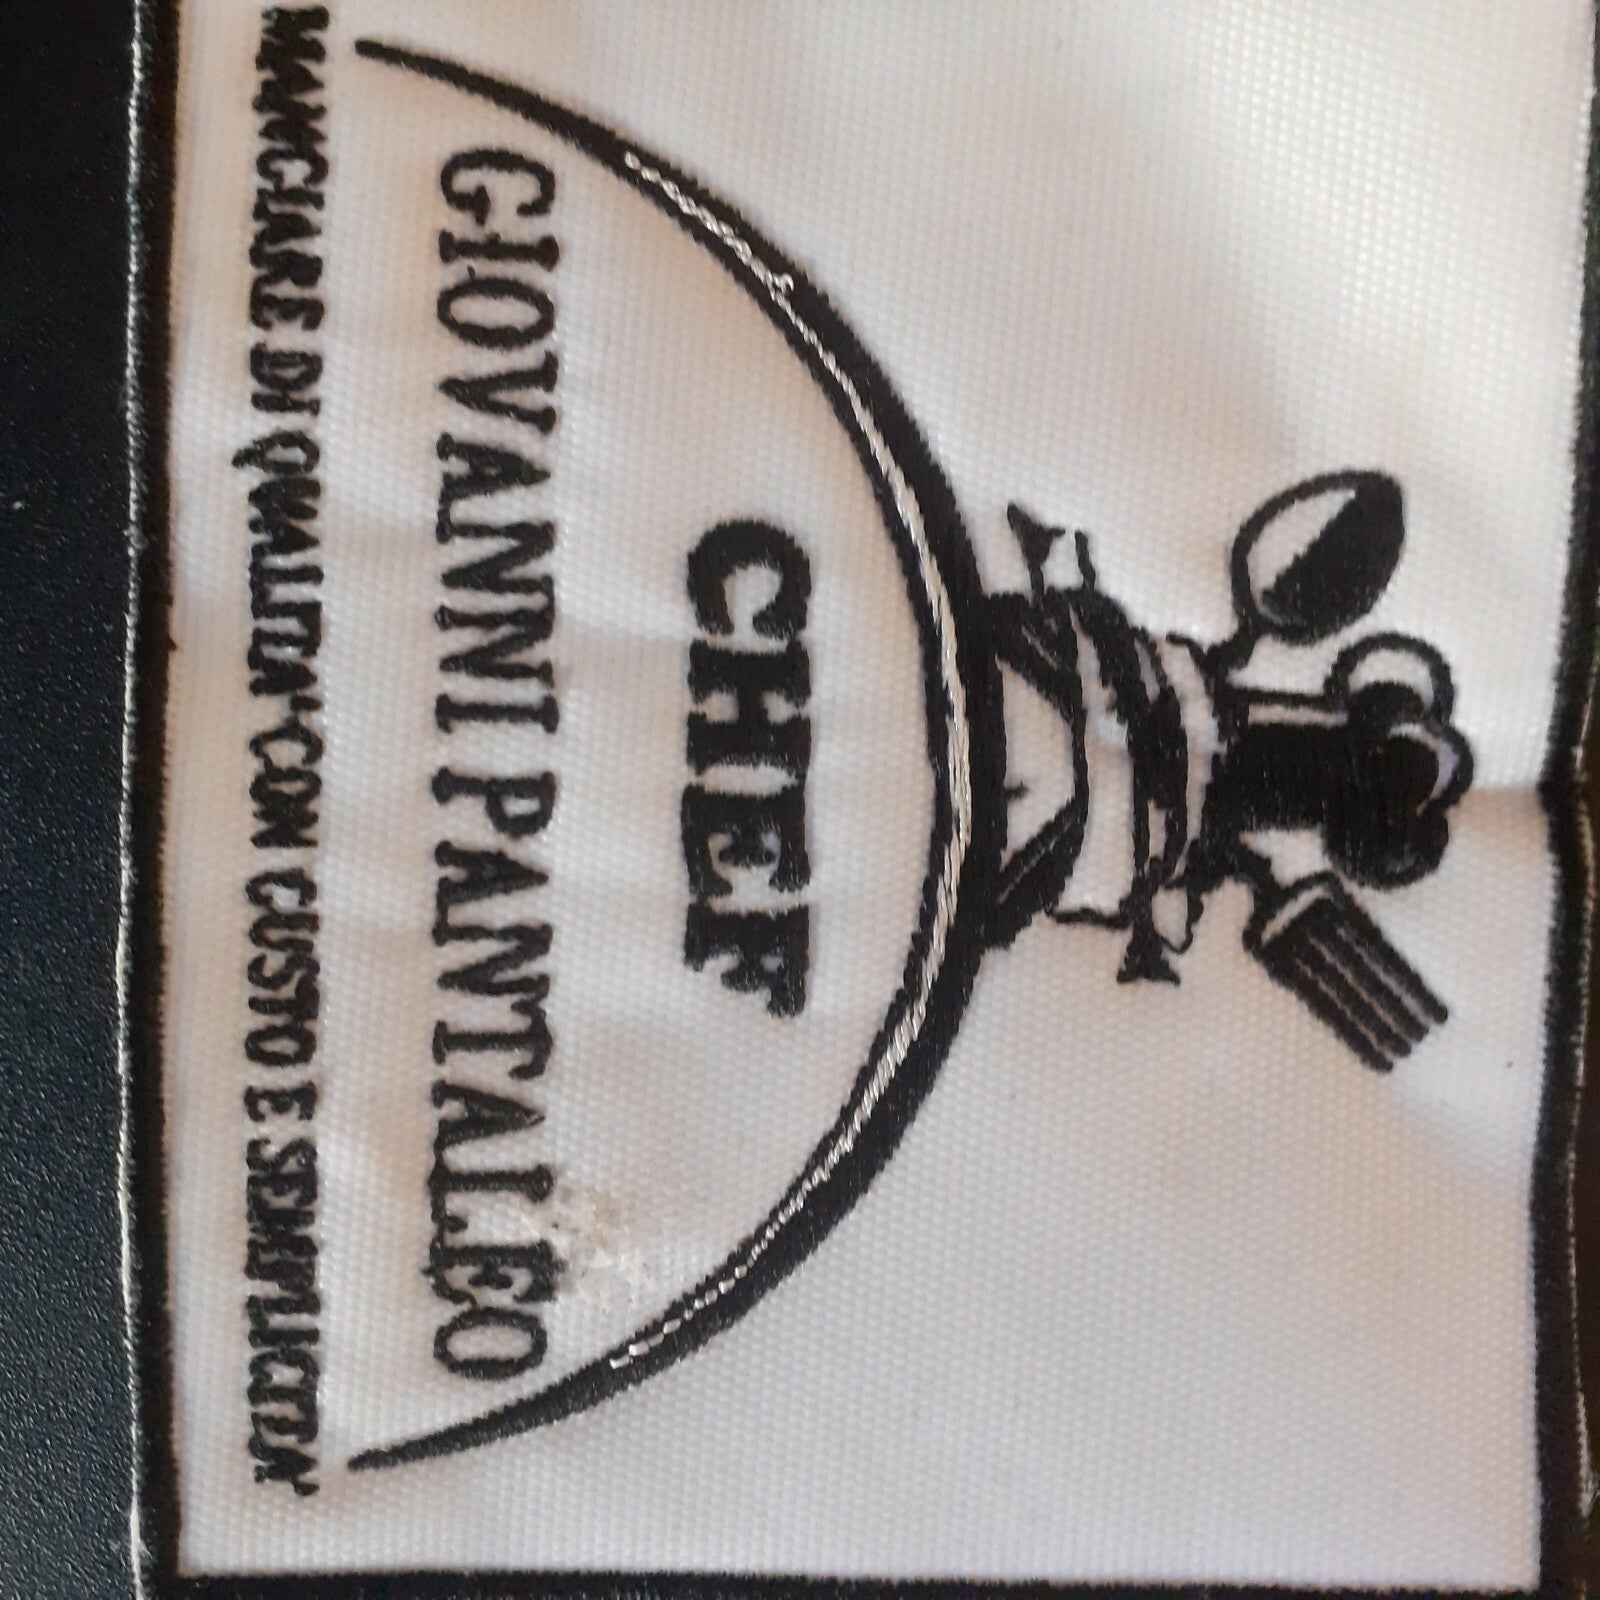 CHEF
GIOVANNI PANTALEO
MANGIARE DI QUALITA' CON GUSTO E SEMPLICITA'